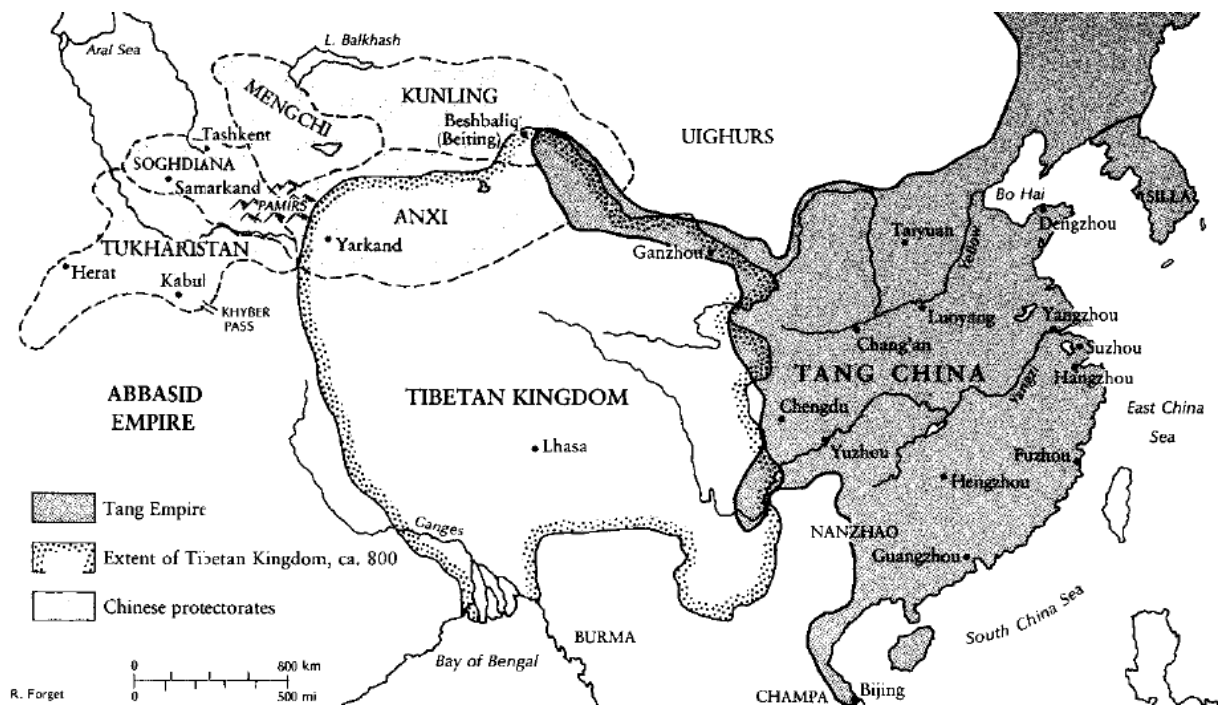 Aral Sea
L. Balkhash
MENGCHI
KUNLING
Beshbaliq
(Beiting)
UIGHURS
Tashkent
SOGHDIANA
Samarkand
PAMIRS
ANXI
Yarkand
TUKHARISTAN
Herat
Kabul
KHYBER
PASS
Ganzhou
Taiyuan
Yellow
Bo Hai
Dengzhou
SILLA
Luoyang
Chang'an
Yangzhou
Suzhou
Hangzhou
TANG CHINA
Yangzi
Chengdu
Yuzhou
East China
Sea
ABBASID
EMPIRE
TIBETAN KINGDOM
Lhasa
Fuzhou
Hengzhou
Tang Empire
Extent of Tibetan Kingdom, ca. 800
Chinese protectorates
Ganges
NANZHAO
Guangzhou
South China Sea
BURMA
Bay of Bengal
0 600 km
0 500 mi
R. Forget
CHAMPA
Bijing